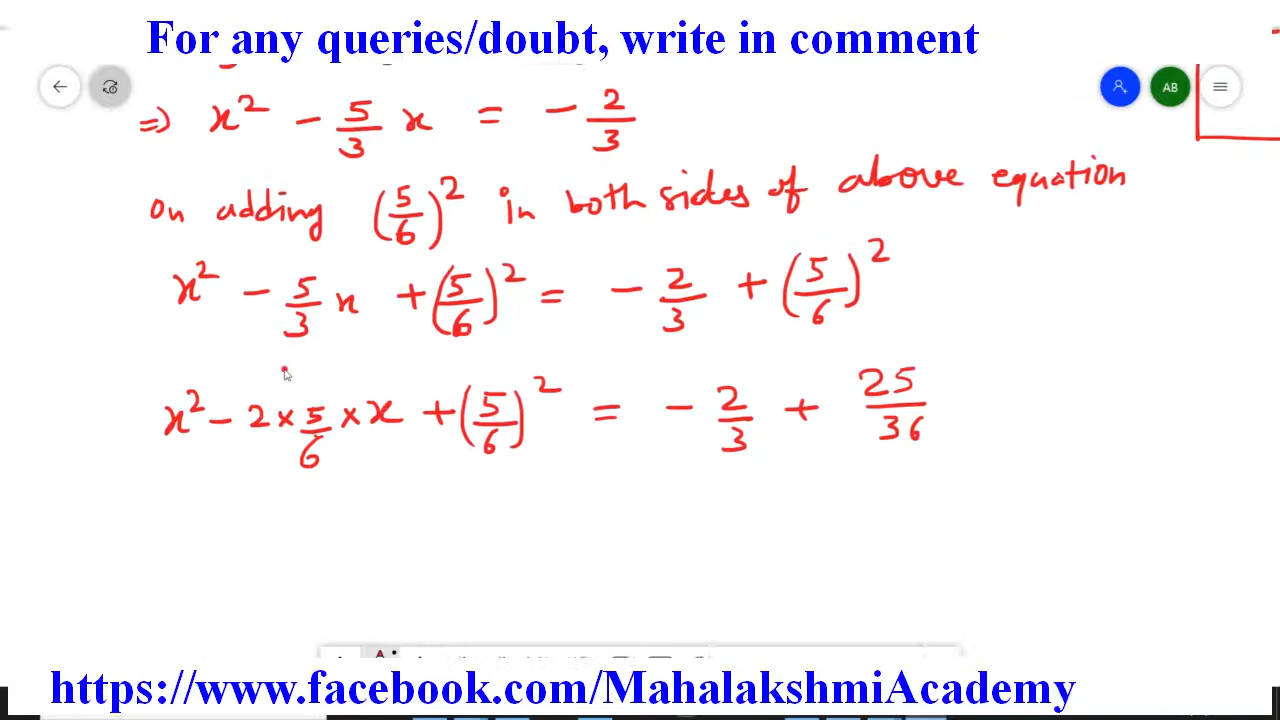 For any queries/doubt, write in comment
AB
⇒ x² - 5/3 x = - 2/3
on adding (5/6)² in both sides of above equation
x² - 5/3 x + (5/6)² = - 2/3 + (5/6)²
x² - 2 × 5/6 × x + (5/6)² = - 2/3 + 25/36
https://www.facebook.com/MahalakshmiAcademy